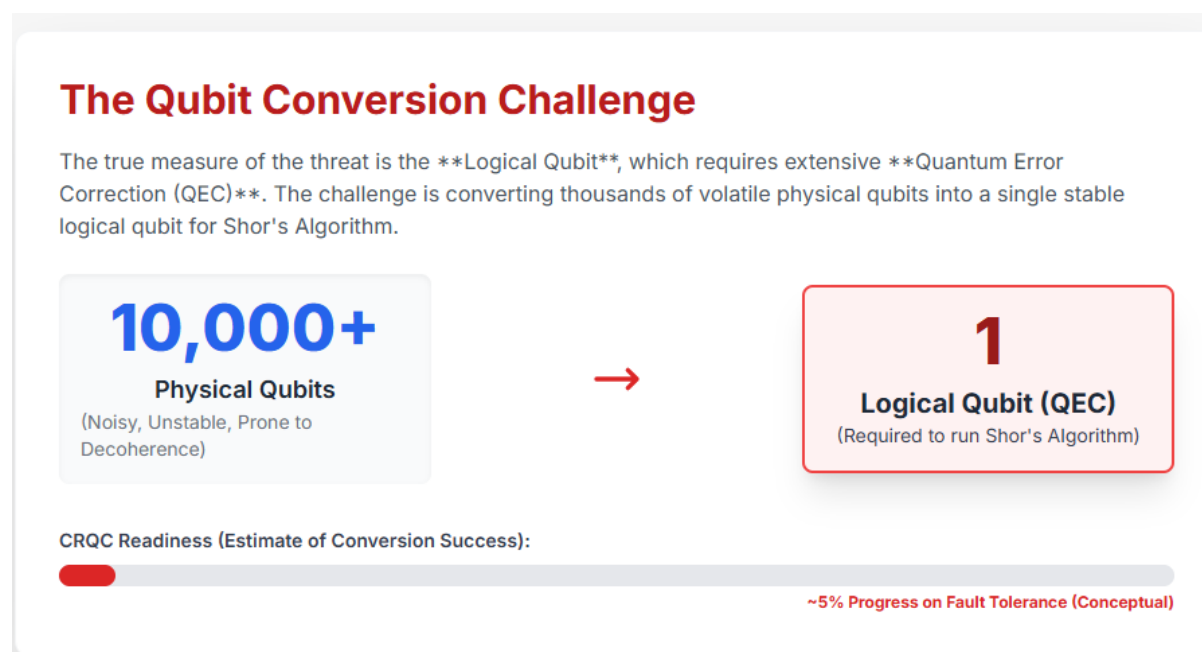 The Qubit Conversion Challenge
The true measure of the threat is the **Logical Qubit**, which requires extensive **Quantum Error
Correction (QEC)**. The challenge is converting thousands of volatile physical qubits into a single stable
logical qubit for Shor's Algorithm.
10,000+
Physical Qubits
(Noisy, Unstable, Prone to
Decoherence)
→
1
Logical Qubit (QEC)
(Required to run Shor's Algorithm)
CRQC Readiness (Estimate of Conversion Success):
~5% Progress on Fault Tolerance (Conceptual)